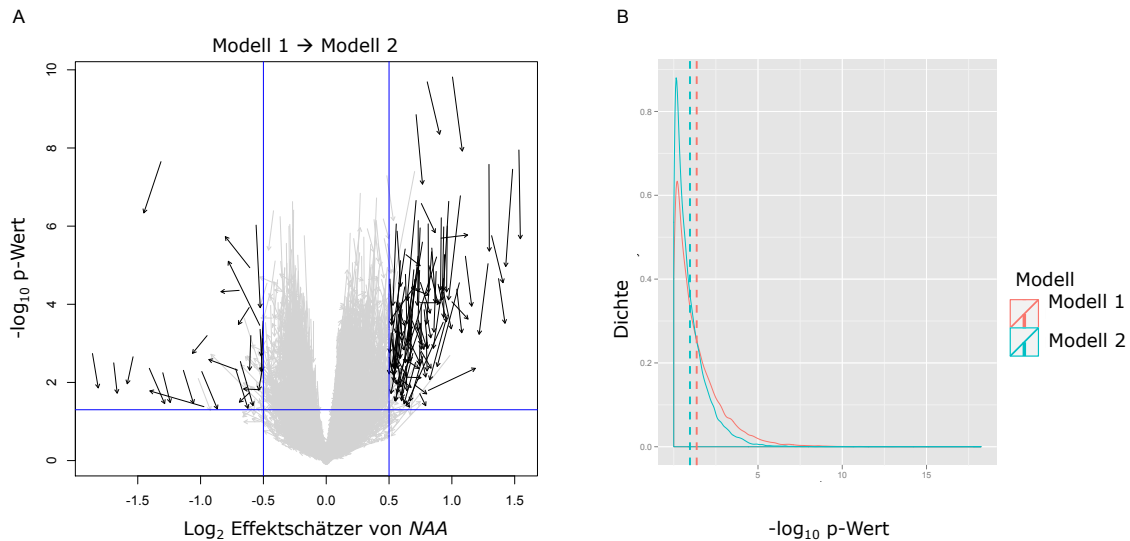 A
Modell 1 → Modell 2
-log10 p-Wert
10
8
6
4
2
0
-1.5
-1.0
-0.5
0.0
0.5
1.0
1.5
Log2 Effektschätzer von NAA
B
Dichte
0.8
0.6
0.4
0.2
0.0
5
10
15
-log10 p-Wert
Modell
Modell 1
Modell 2